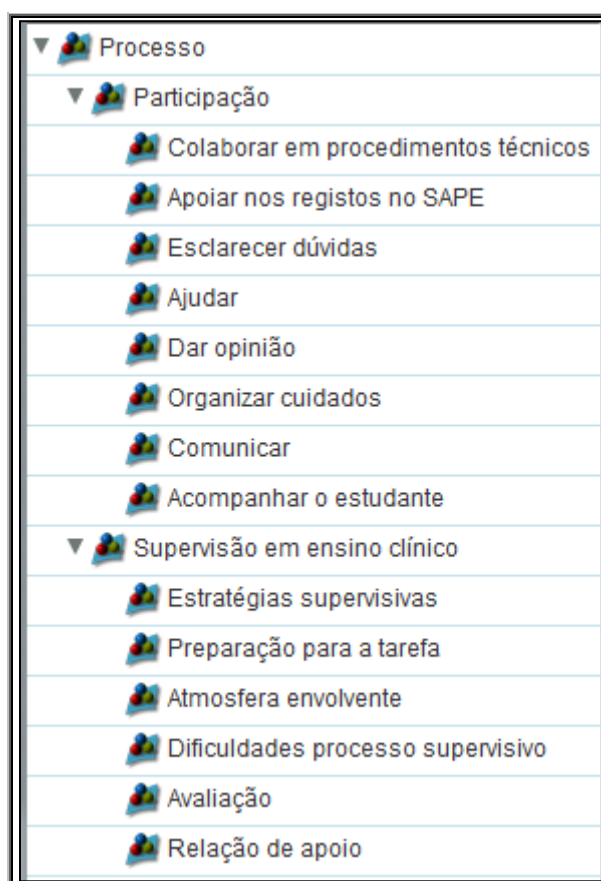 Processo
Participação
Colaborar em procedimentos técnicos
Apoiar nos registos no SAPE
Esclarecer dúvidas
Ajudar
Dar opinião
Organizar cuidados
Comunicar
Acompanhar o estudante
Supervisão em ensino clínico
Estratégias supervisivas
Preparação para a tarefa
Atmosfera envolvente
Dificuldades processo supervisivo
Avaliação
Relação de apoio